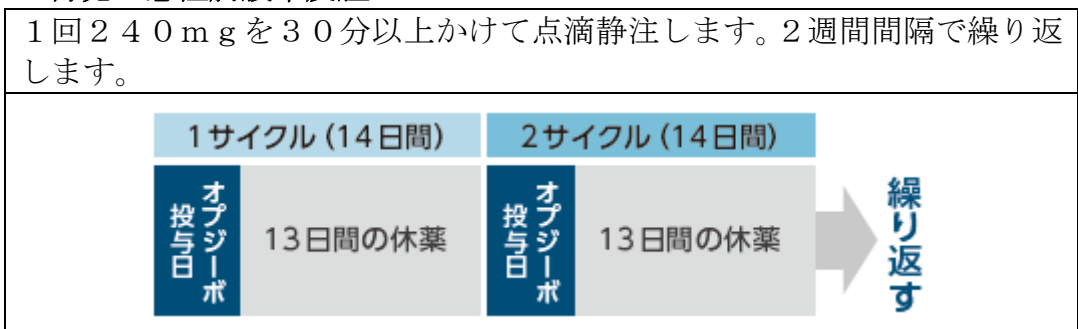 1回240mgを30分以上かけて点滴静注します。2週間間隔で繰り返
します。
1サイクル(14日間)
2サイクル(14日間)
オプジーボ
投与日
13日間の休薬
オプジーボ
投与日
13日間の休薬
繰り返す